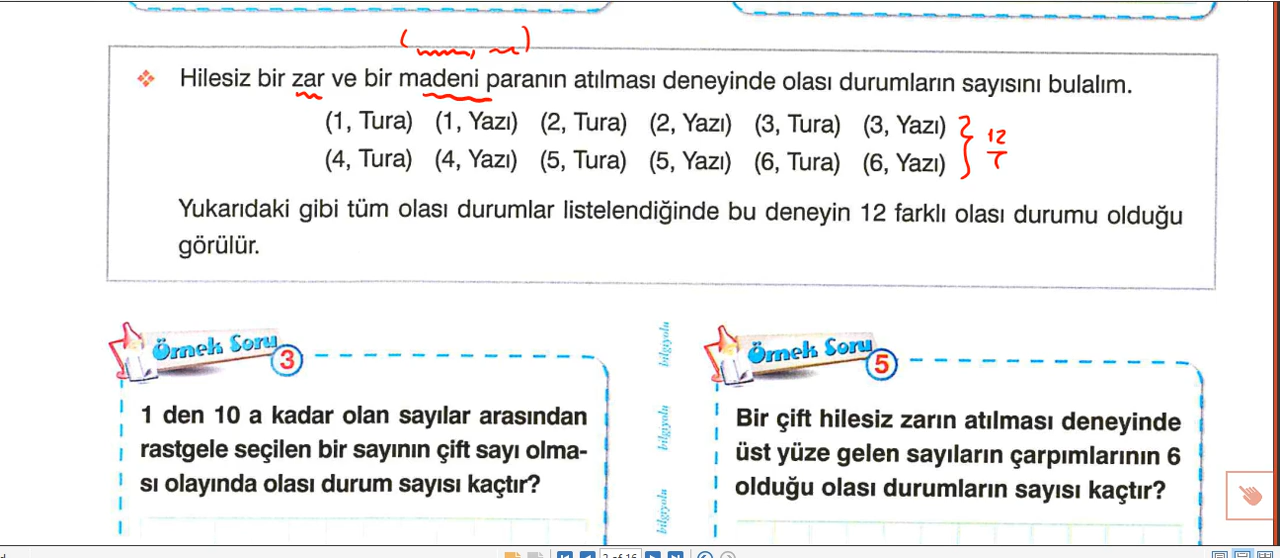 Hilesiz bir zar ve bir madeni paranın atılması deneyinde olası durumların sayısını bulalım.
(1, Tura) (1, Yazı) (2, Tura) (2, Yazı) (3, Tura) (3, Yazı)
(4, Tura) (4, Yazı) (5, Tura) (5, Yazı) (6, Tura) (6, Yazı)
12
Yukarıdaki gibi tüm olası durumlar listelendiğinde bu deneyin 12 farklı olası durumu olduğu
görülür.
Örnek Soru 3
1 den 10 a kadar olan sayılar arasından
rastgele seçilen bir sayının çift sayı olma-
sı olayında olası durum sayısı kaçtır?
bilgiyolu
bilgiyolu
bilgiyolu
Örnek Soru 5
Bir çift hilesiz zarın atılması deneyinde
üst yüze gelen sayıların çarpımlarının 6
olduğu olası durumların sayısı kaçtır?